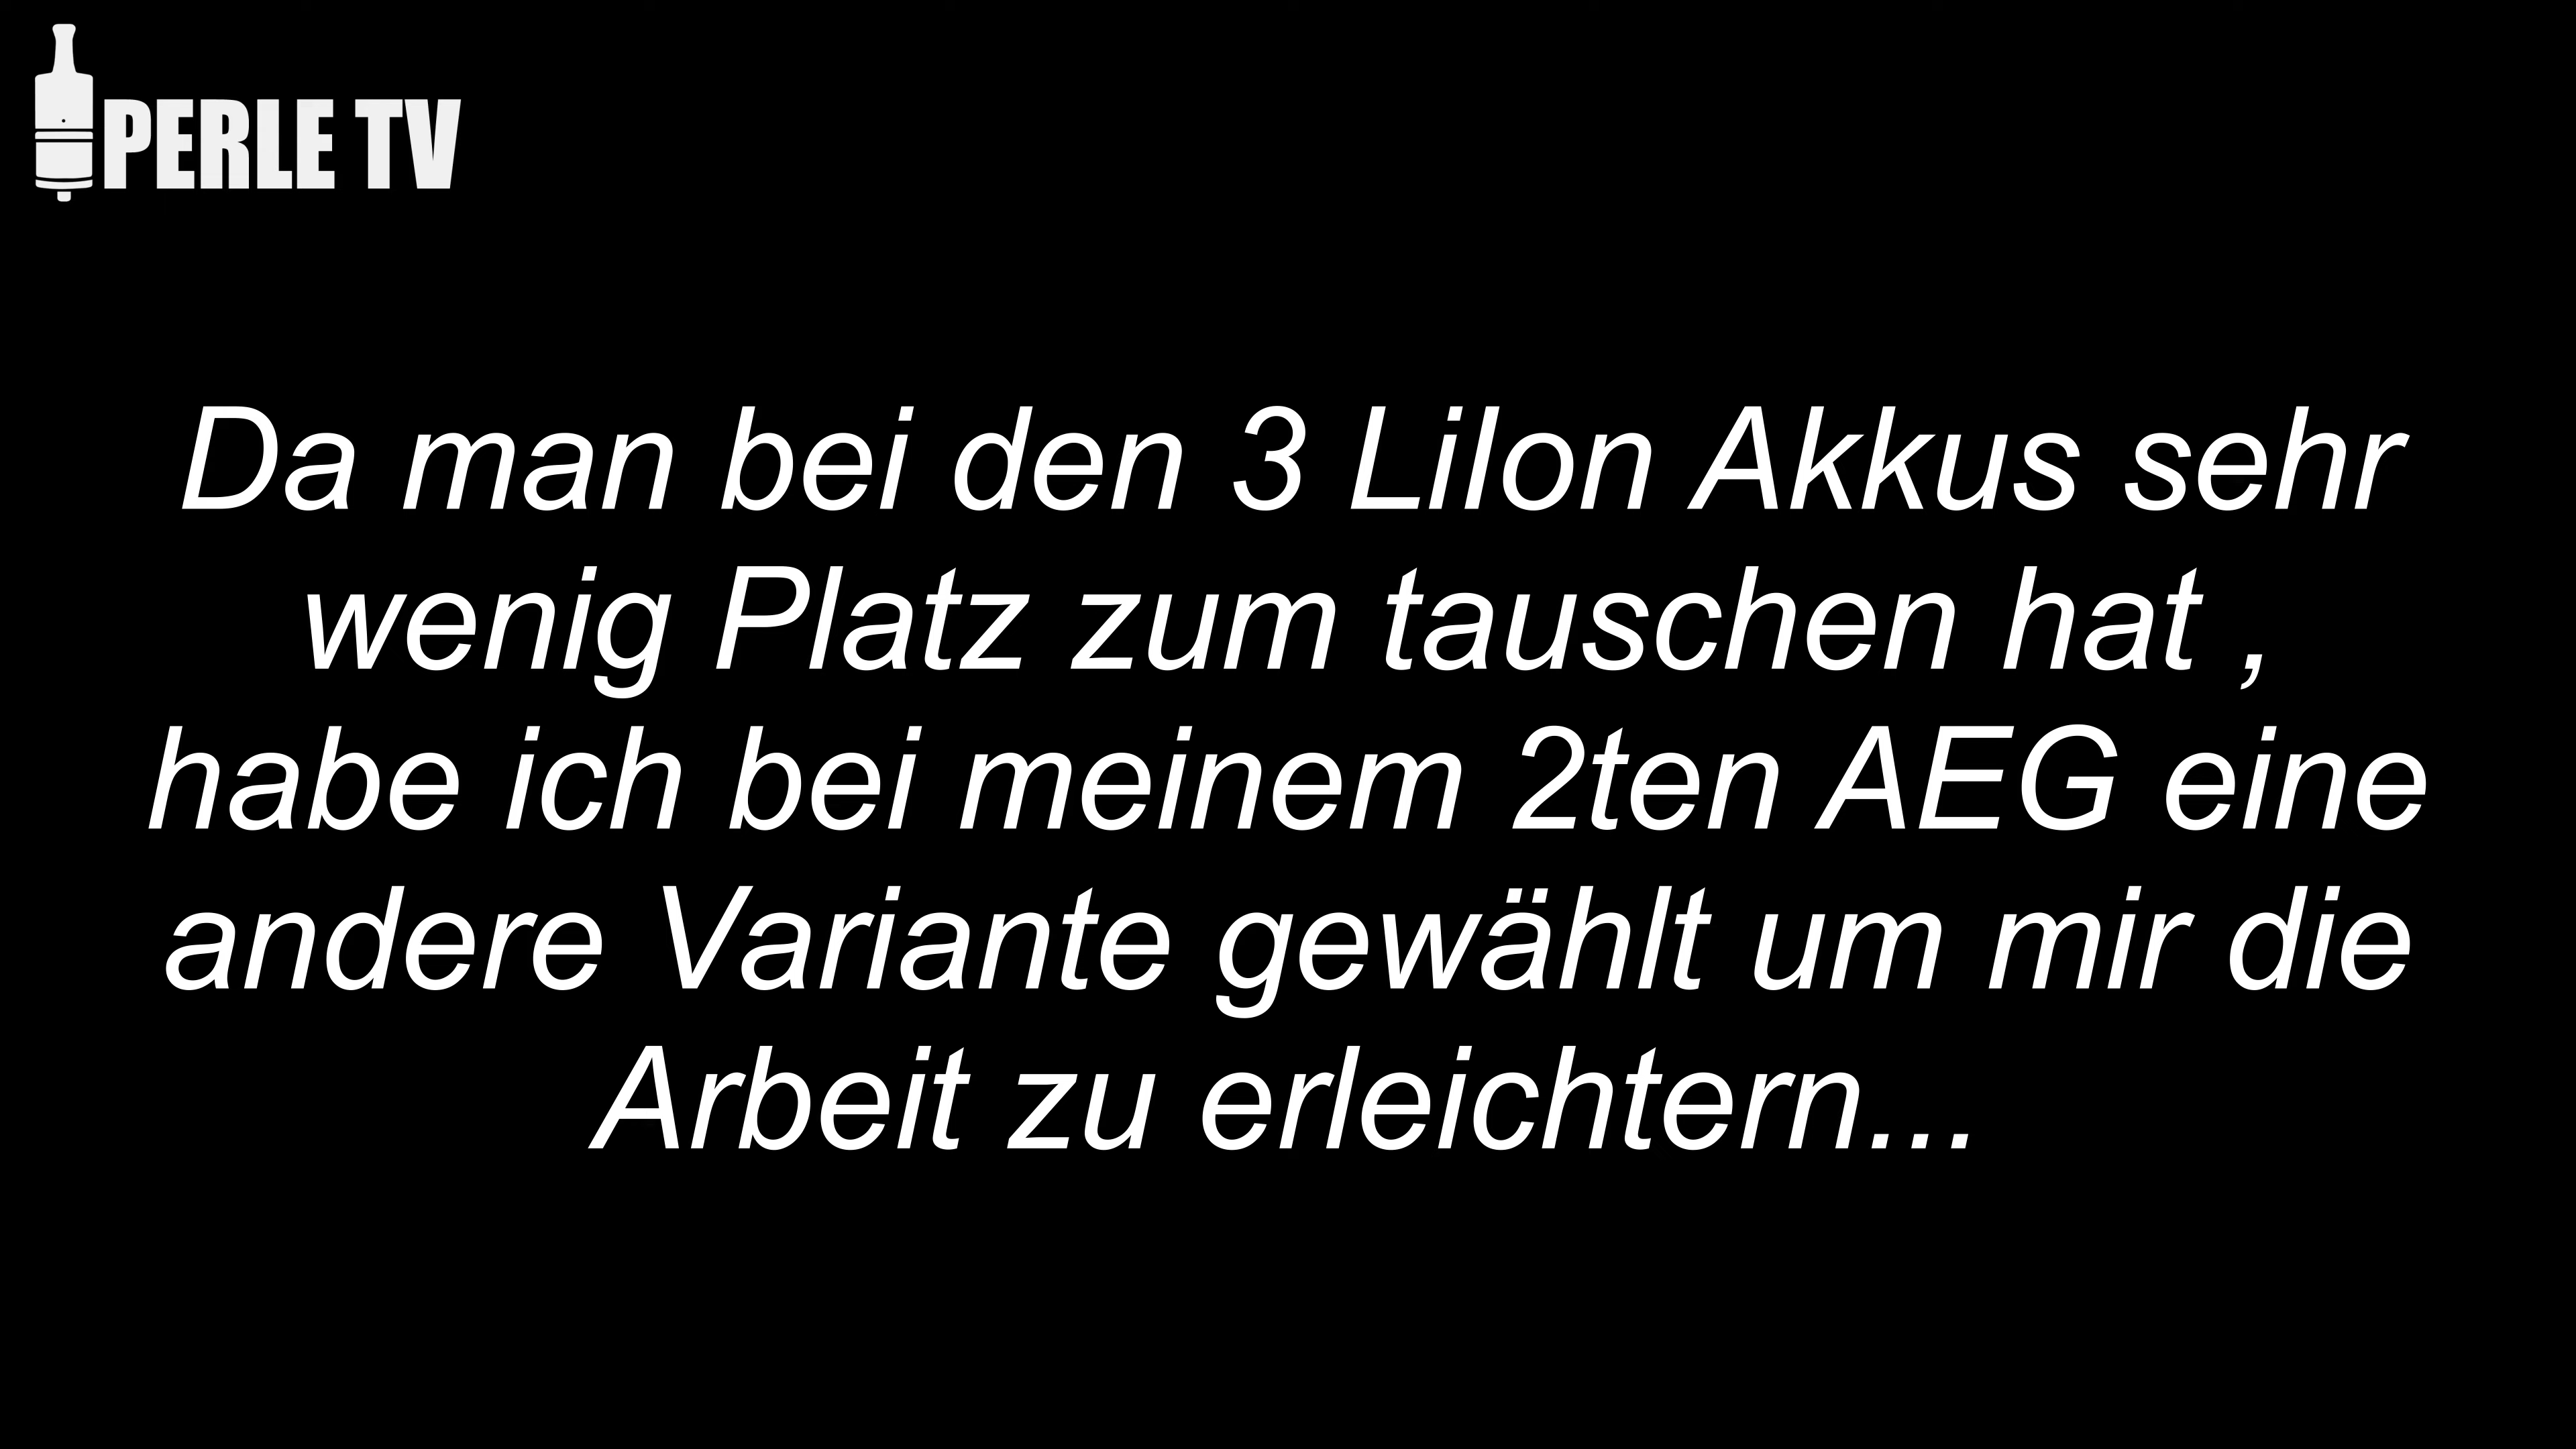 PERLE TV
Da man bei den 3 LiIon Akkus sehr
wenig Platz zum tauschen hat ,
habe ich bei meinem 2ten AEG eine
andere Variante gewählt um mir die
Arbeit zu erleichtern...